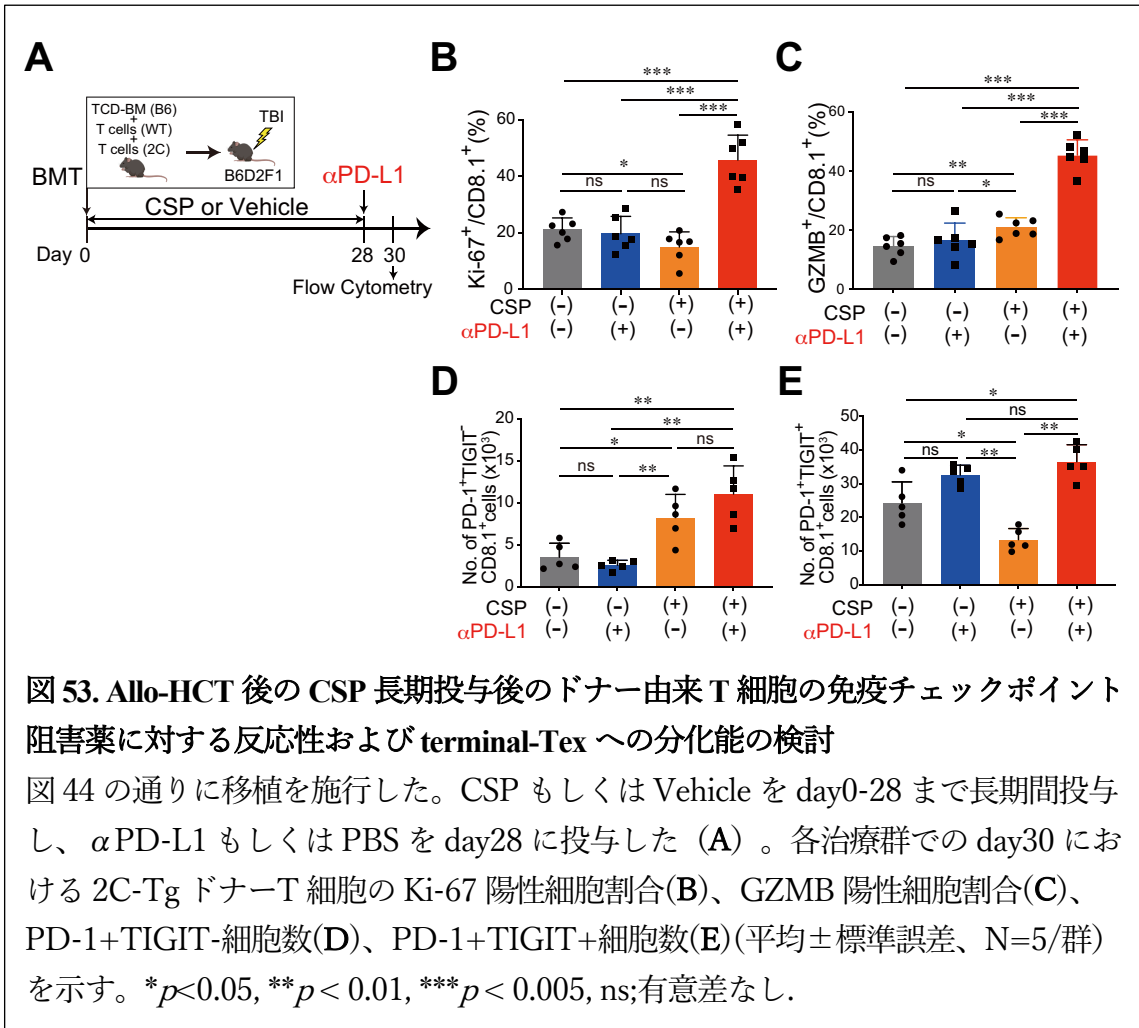 A
TCD-BM (B6)
+
T cells (WT)
+
T cells (2C)
TBI
B6D2F1
BMT
αPD-L1
CSP or Vehicle
Day 0
28 30
Flow Cytometry
B
***
***
***
*
ns ns
Ki-67+/CD8.1+(%)
60
40
20
0
CSP (-) (-) (+) (+)
αPD-L1 (-) (+) (-) (+)
C
***
***
***
**
ns *
GZMB+/CD8.1+(%)
60
40
20
0
CSP (-) (-) (+) (+)
αPD-L1 (-) (+) (-) (+)
D
**
**
* ns
ns **
No. of PD-1+TIGIT-
CD8.1+cells (x10³)
20
15
10
5
0
CSP (-) (-) (+) (+)
αPD-L1 (-) (+) (-) (+)
E
*
ns
* **
ns **
No. of PD-1+TIGIT+
CD8.1+cells (x10³)
50
40
30
20
10
0
CSP (-) (-) (+) (+)
αPD-L1 (-) (+) (-) (+)
図 53. Allo-HCT 後の CSP 長期投与後のドナー由来 T 細胞の免疫チェックポイント
阻害薬に対する反応性および terminal-Tex への分化能の検討
図 44 の通りに移植を施行した。CSP もしくは Vehicle を day0-28 まで長期間投与
し、αPD-L1 もしくは PBS を day28 に投与した（A）。各治療群での day30 にお
ける 2C-Tg ドナーT 細胞の Ki-67 陽性細胞割合(B)、GZMB 陽性細胞割合(C)、
PD-1+TIGIT-細胞数(D)、PD-1+TIGIT+細胞数(E)(平均±標準誤差、N=5/群)
を示す。*p<0.05, **p < 0.01, ***p < 0.005, ns;有意差なし.